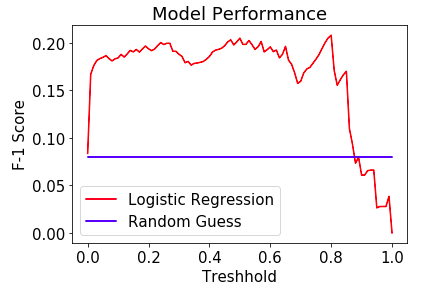 Model Performance
0.20
0.15
0.10
0.05
0.00
F-1 Score
Logistic Regression
Random Guess
0.0 0.2 0.4 0.6 0.8 1.0
Treshhold